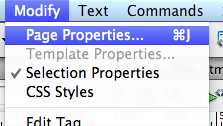 Modify Text Commands
Page Properties... ⌘J
Template Properties...
✓ Selection Properties
CSS Styles
Edit Tag